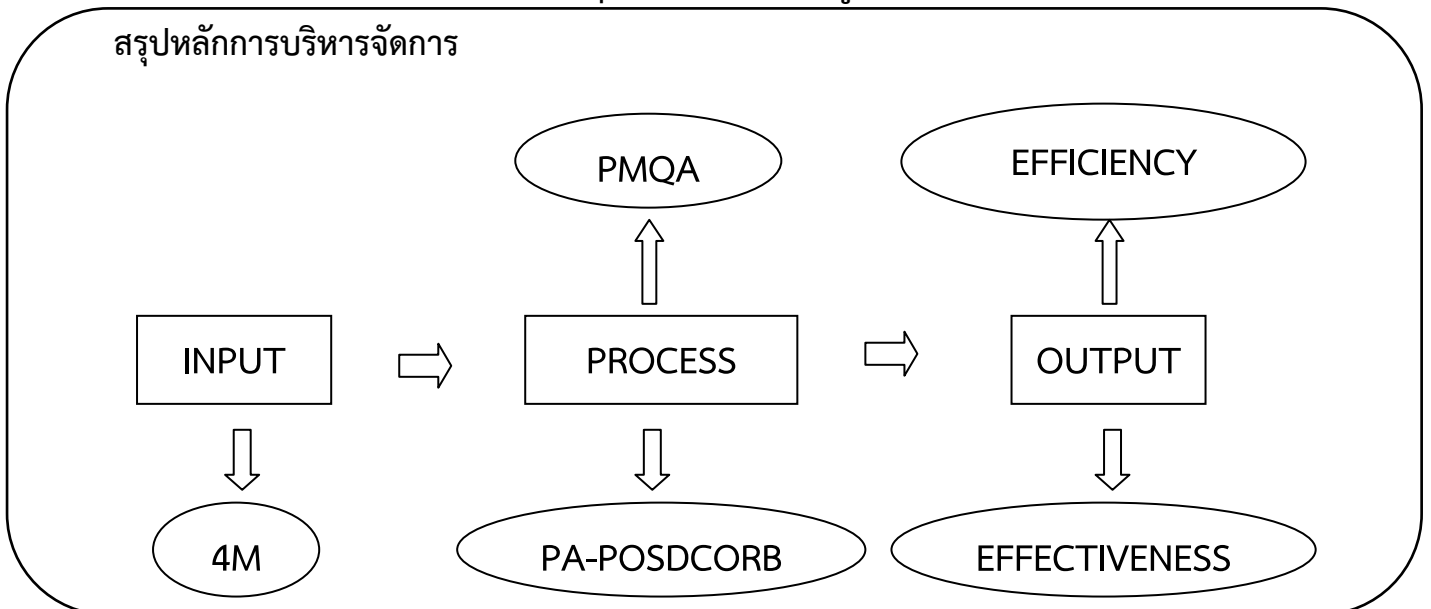 สรุปหลักการบริหารจัดการ
PMQA
EFFICIENCY
INPUT
PROCESS
OUTPUT
4M
PA-POSDCORB
EFFECTIVENESS